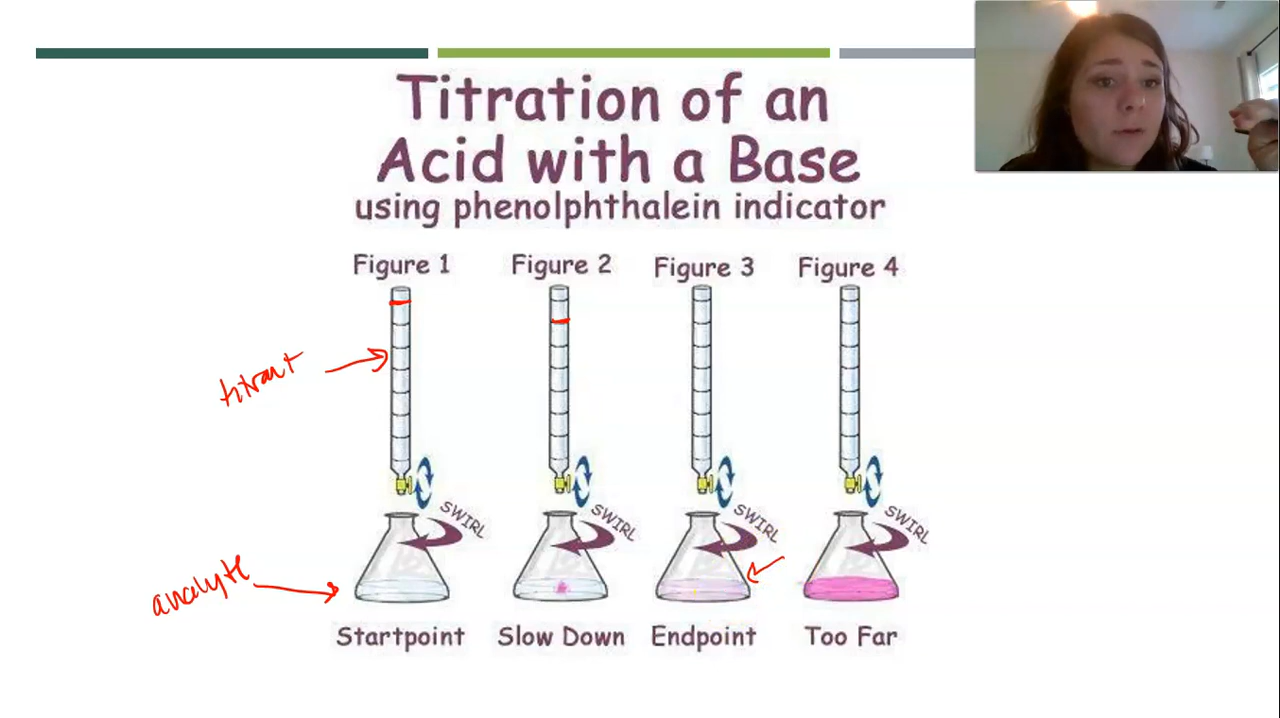 Titration of an
Acid with a Base
using phenolphthalein indicator
Figure 1 Figure 2 Figure 3 Figure 4
titrant
SWIRL SWIRL SWIRL SWIRL
analyte
Startpoint Slow Down Endpoint Too Far